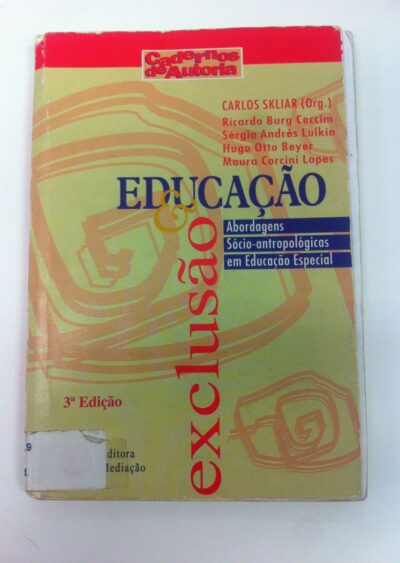 Cadernos
de Autoria
CARLOS SKLIAR (Org.)
Ricardo Burg Ceccim
Sérgio Andrés Lulkin
Hugo Otto Beyer
Maura Corcini Lopes
EDUCAÇÃO
&
exclusão
Abordagens
Sócio-antropológicas
em Educação Especial
3ª Edição
ditora
Mediação